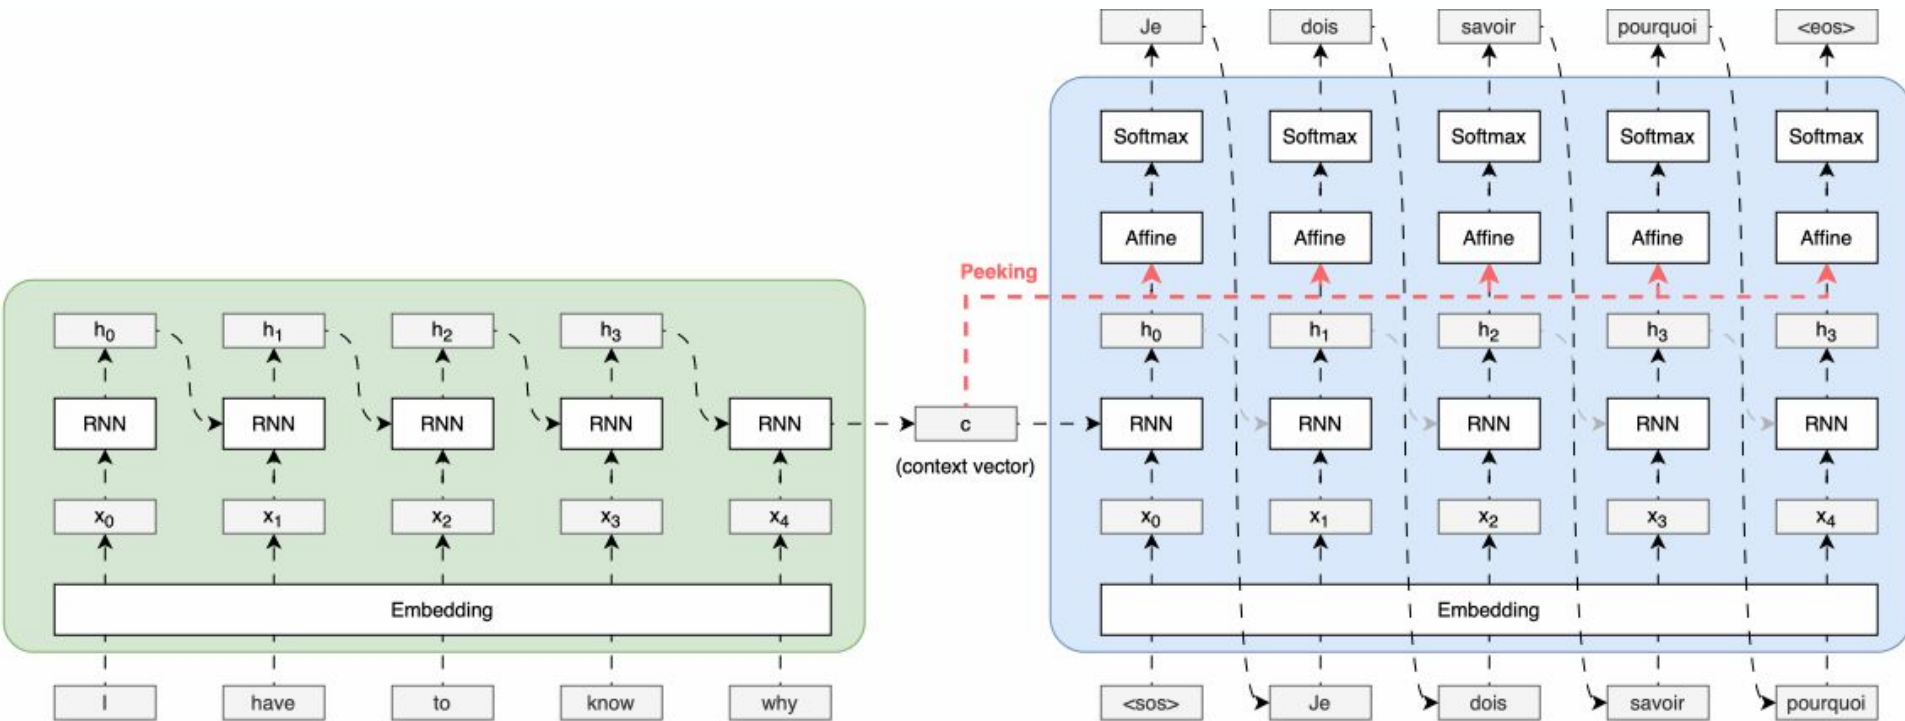 Je dois savoir pourquoi <eos>
Softmax Softmax Softmax Softmax Softmax
Affine Affine Affine Affine Affine
Peeking
h0 h1 h2 h3 h0 h1 h2 h3 h3
RNN RNN RNN RNN RNN c RNN RNN RNN RNN RNN
(context vector)
x0 x1 x2 x3 x4 x0 x1 x2 x3 x4
Embedding Embedding
I have to know why <sos> Je dois savoir pourquoi